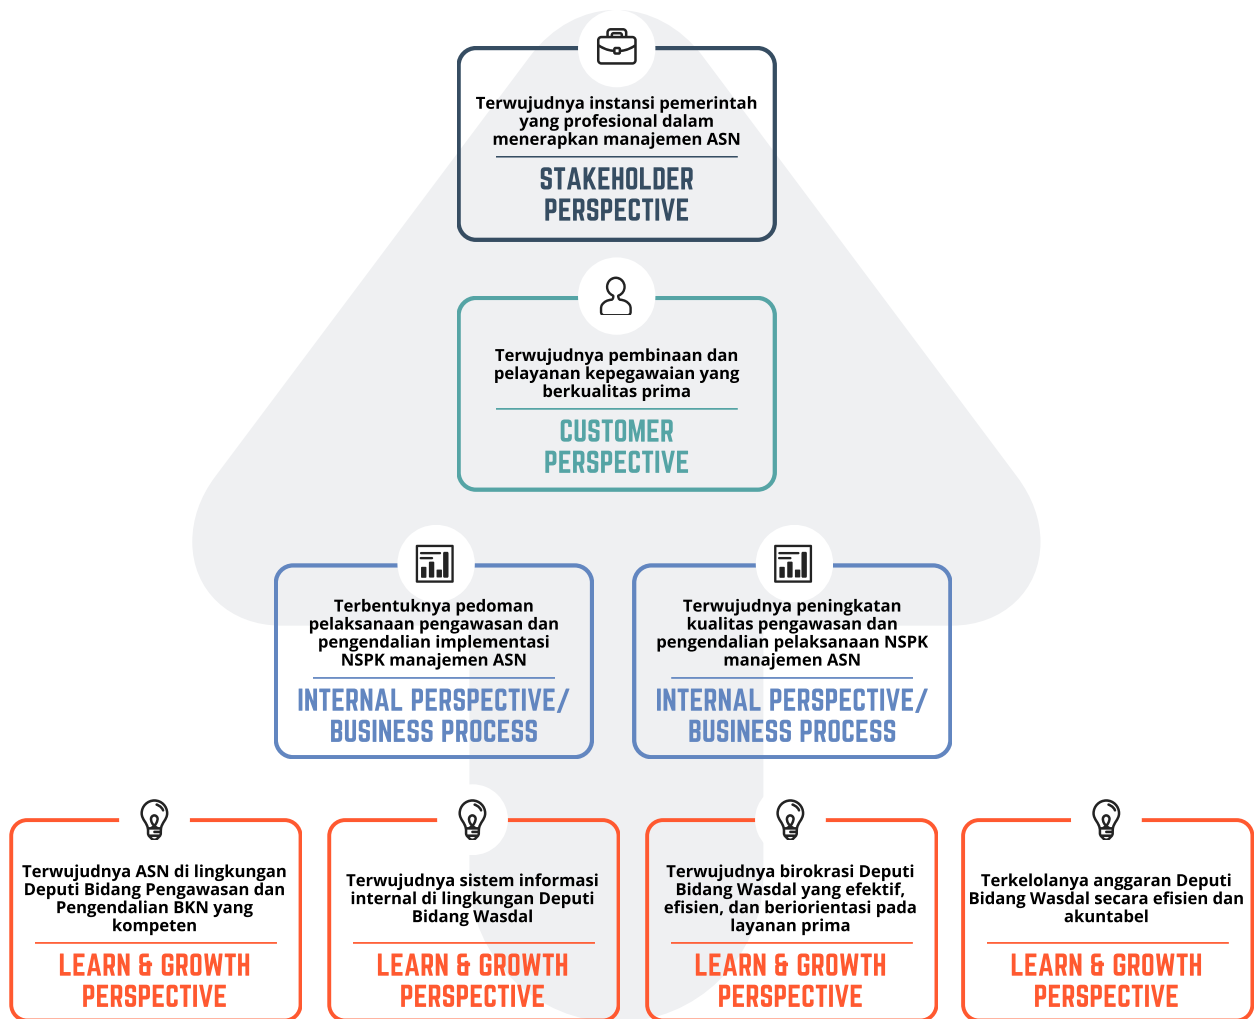 Terwujudnya instansi pemerintah
yang profesional dalam
menerapkan manajemen ASN
STAKEHOLDER
PERSPECTIVE
Terwujudnya pembinaan dan
pelayanan kepegawaian yang
berkualitas prima
CUSTOMER
PERSPECTIVE
Terbentuknya pedoman
pelaksanaan pengawasan dan
pengendalian implementasi
NSPK manajemen ASN
INTERNAL PERSPECTIVE/
BUSINESS PROCESS
Terwujudnya peningkatan
kualitas pengawasan dan
pengendalian pelaksanaan NSPK
manajemen ASN
INTERNAL PERSPECTIVE/
BUSINESS PROCESS
Terwujudnya ASN di lingkungan
Deputi Bidang Pengawasan dan
Pengendalian BKN yang
kompeten
LEARN & GROWTH
PERSPECTIVE
Terwujudnya sistem informasi
internal di lingkungan Deputi
Bidang Wasdal
LEARN & GROWTH
PERSPECTIVE
Terwujudnya birokrasi Deputi
Bidang Wasdal yang efektif,
efisien, dan beriorientasi pada
layanan prima
LEARN & GROWTH
PERSPECTIVE
Terkelolanya anggaran Deputi
Bidang Wasdal secara efisien dan
akuntabel
LEARN & GROWTH
PERSPECTIVE